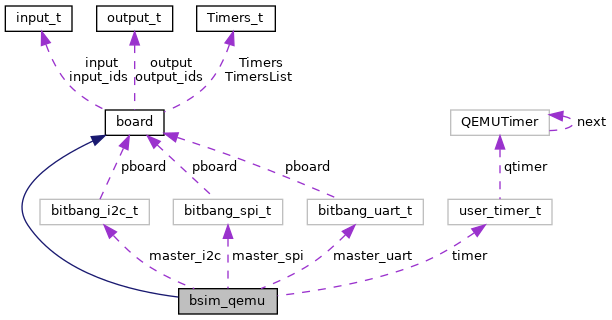 input_t
output_t
Timers_t
input
input_ids
output
output_ids
Timers
TimersList
board
QEMUTimer
next
pboard
pboard
pboard
qtimer
bitbang_i2c_t
bitbang_spi_t
bitbang_uart_t
user_timer_t
master_i2c
master_spi
master_uart
timer
bsim_qemu